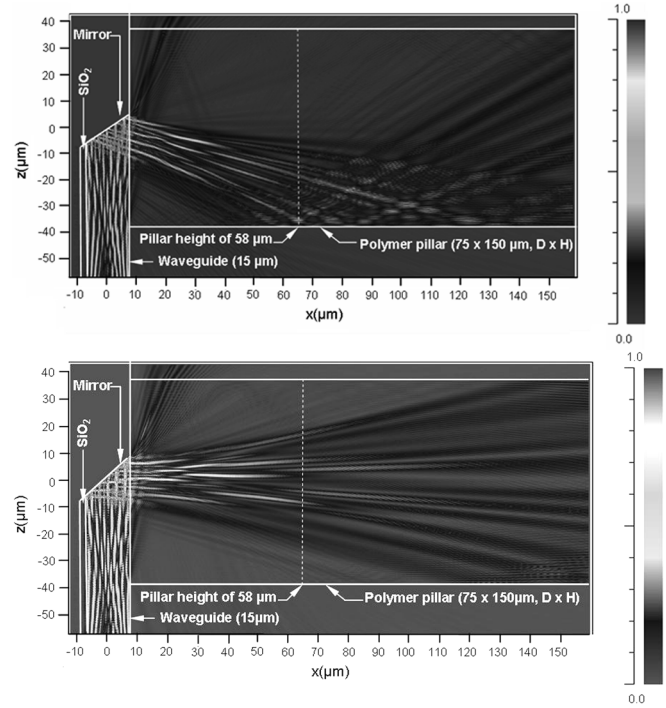 1.0
40
30
20
10
0
-10
-20
-30
-40
-50
z(µm)
Mirror
SiO2
Pillar height of 58 µm
Polymer pillar (75 x 150 µm, D x H)
Waveguide (15 µm)
-10 0 10 20 30 40 50 60 70 80 90 100 110 120 130 140 150
x(µm)
0.0
1.0
40
30
20
10
0
-10
-20
-30
-40
-50
z(µm)
Mirror
SiO2
Pillar height of 58 µm
Polymer pillar (75 x 150µm, D x H)
Waveguide (15µm)
-10 0 10 20 30 40 50 60 70 80 90 100 110 120 130 140 150
x(µm)
0.0